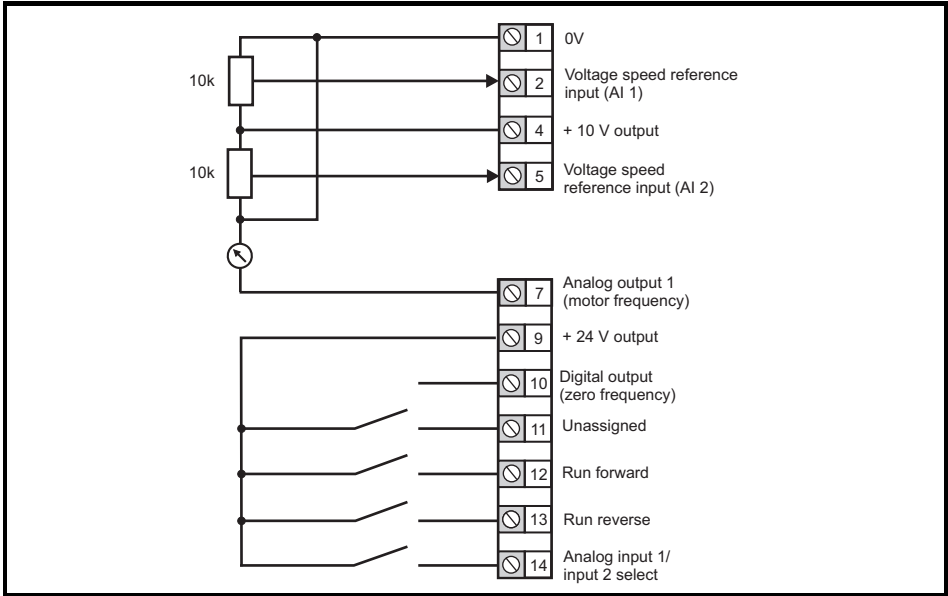 1 0V
10k
2 Voltage speed reference
input (AI 1)
4 + 10 V output
10k
5 Voltage speed
reference input (AI 2)
7 Analog output 1
(motor frequency)
9 + 24 V output
10 Digital output
(zero frequency)
11 Unassigned
12 Run forward
13 Run reverse
14 Analog input 1/
input 2 select